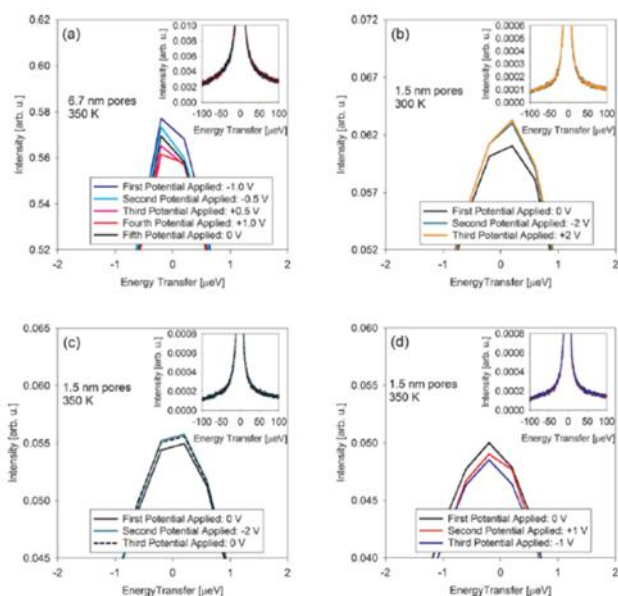 (a)
6.7 nm pores
350 K
Intensity [arb. u.]
0.62
0.60
0.58
0.56
0.54
0.52
-2
-1
0
1
2
Energy Transfer [µeV]
First Potential Applied: -1.0 V
Second Potential Applied: -0.5 V
Third Potential Applied: +0.5 V
Fourth Potential Applied: +1.0 V
Fifth Potential Applied: 0 V
Intensity [arb. u.]
0.010
0.008
0.006
0.004
0.002
0.000
-100
-50
0
50
100
Energy Transfer [µeV]
(b)
1.5 nm pores
300 K
Intensity [arb. u.]
0.072
0.067
0.062
0.057
0.052
-2
-1
0
1
2
Energy Transfer [µeV]
First Potential Applied: 0V
Second Potential Applied: -2 V
Third Potential Applied: +2 V
Intensity [arb. u.]
0.0006
0.0005
0.0004
0.0003
0.0002
0.0001
0.0000
-100
-50
0
50
100
Energy Transfer [µeV]
(c)
1.5 nm pores
350 K
Intensity [arb. u.]
0.065
0.060
0.055
0.050
0.045
-2
-1
0
1
2
EnergyTransfer [µeV]
First Potential Applied: 0 V
Second Potential Applied: -2 V
Third Potential Applied: 0 V
Intensity [arb. u.]
0.0008
0.0006
0.0004
0.0002
0.0000
-100
-50
0
50
100
Energy Transfer [µeV]
(d)
1.5 nm pores
350 K
Intensity [arb. u.]
0.060
0.055
0.050
0.045
0.040
-2
-1
0
1
2
EnergyTransfer [µeV]
First Potential Applied: 0 V
Second Potential Applied: +1 V
Third Potential Applied: -1 V
Intensity [arb. u.]
0.0008
0.0006
0.0004
0.0002
0.0000
-100
-50
0
50
100
Energy Transfer [µeV]